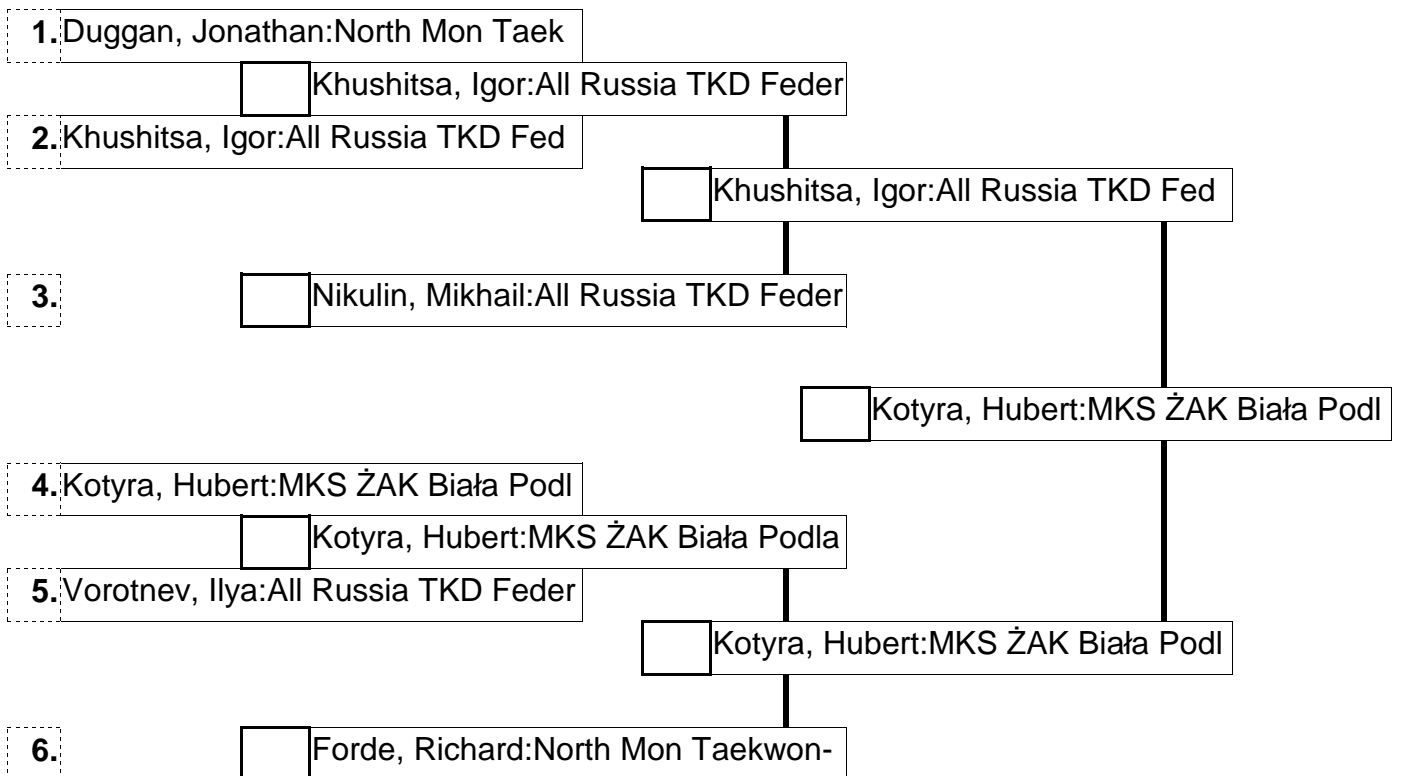 1. Duggan, Jonathan:North Mon Taek
Khushitsa, Igor:All Russia TKD Feder
2. Khushitsa, Igor:All Russia TKD Fed
Khushitsa, Igor:All Russia TKD Fed
3. Nikulin, Mikhail:All Russia TKD Feder
Kotyra, Hubert:MKS ŻAK Biała Podl
4. Kotyra, Hubert:MKS ŻAK Biała Podl
Kotyra, Hubert:MKS ŻAK Biała Podla
5. Vorotnev, Ilya:All Russia TKD Feder
Kotyra, Hubert:MKS ŻAK Biała Podl
6. Forde, Richard:North Mon Taekwon-